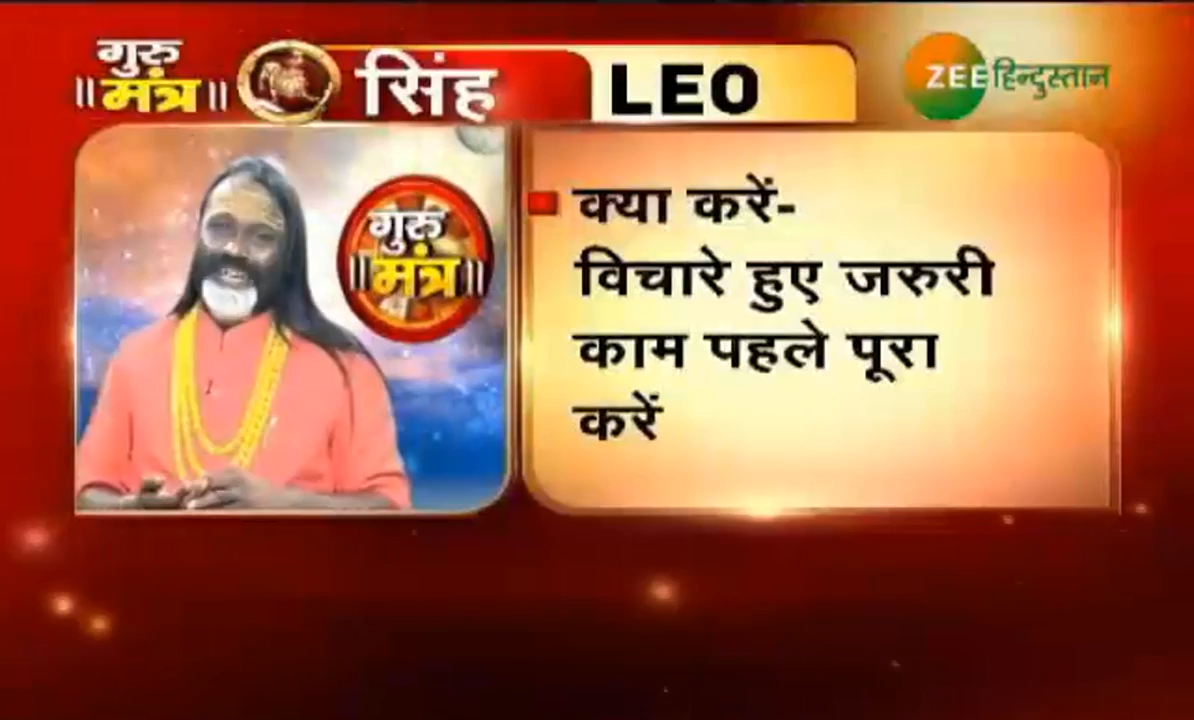 गुरु
॥ मंत्र ॥
सिंह
LEO
ZEE हिन्दुस्तान
गुरु
॥ मंत्र ॥
क्या करें-
विचारे हुए जरुरी
काम पहले पूरा
करें